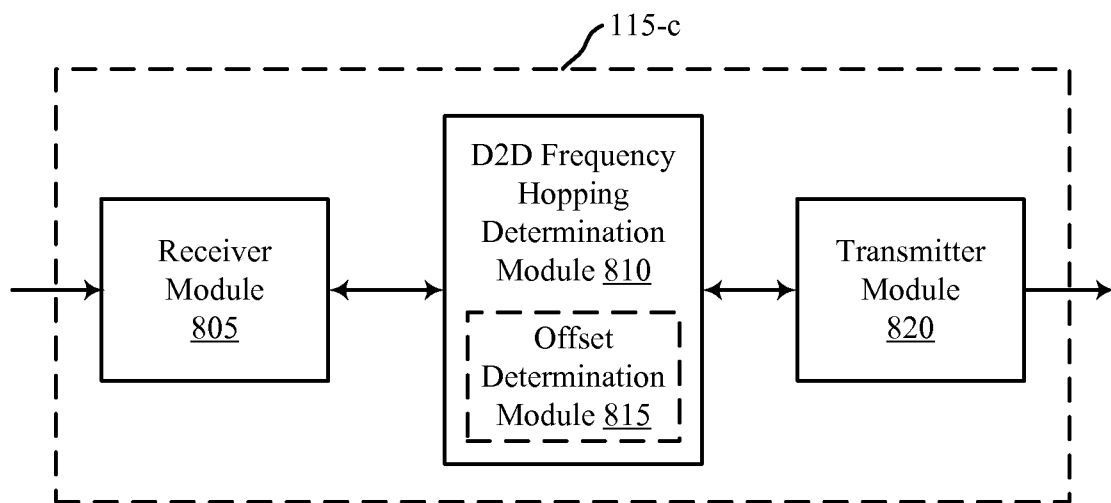 115-c
Receiver
Module
805
D2D Frequency
Hopping
Determination
Module 810
Offset
Determination
Module 815
Transmitter
Module
820